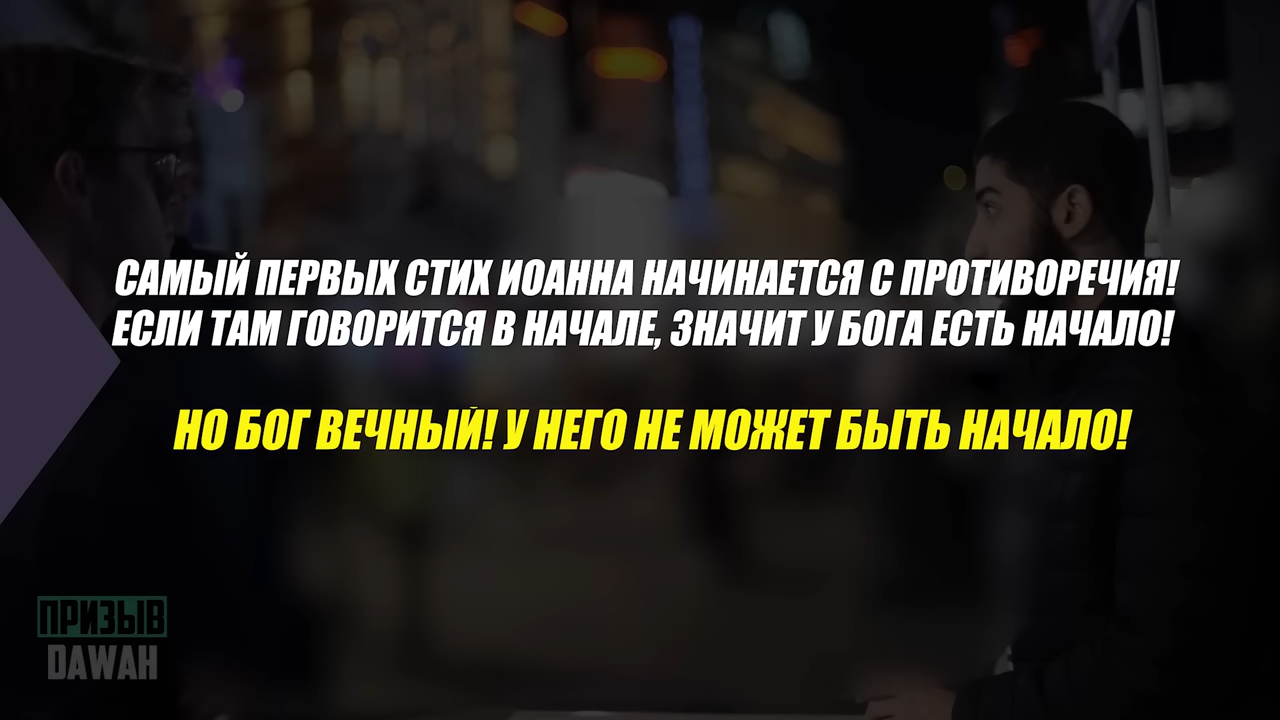 САМЫЙ ПЕРВЫХ СТИХ ИОАННА НАЧИНАЕТСЯ С ПРОТИВОРЕЧИЯ!
ЕСЛИ ТАМ ГОВОРИТСЯ В НАЧАЛЕ, ЗНАЧИТ У БОГА ЕСТЬ НАЧАЛО!
НО БОГ ВЕЧНЫЙ! У НЕГО НЕ МОЖЕТ БЫТЬ НАЧАЛО!
ПРИЗЫВ
DAWAH